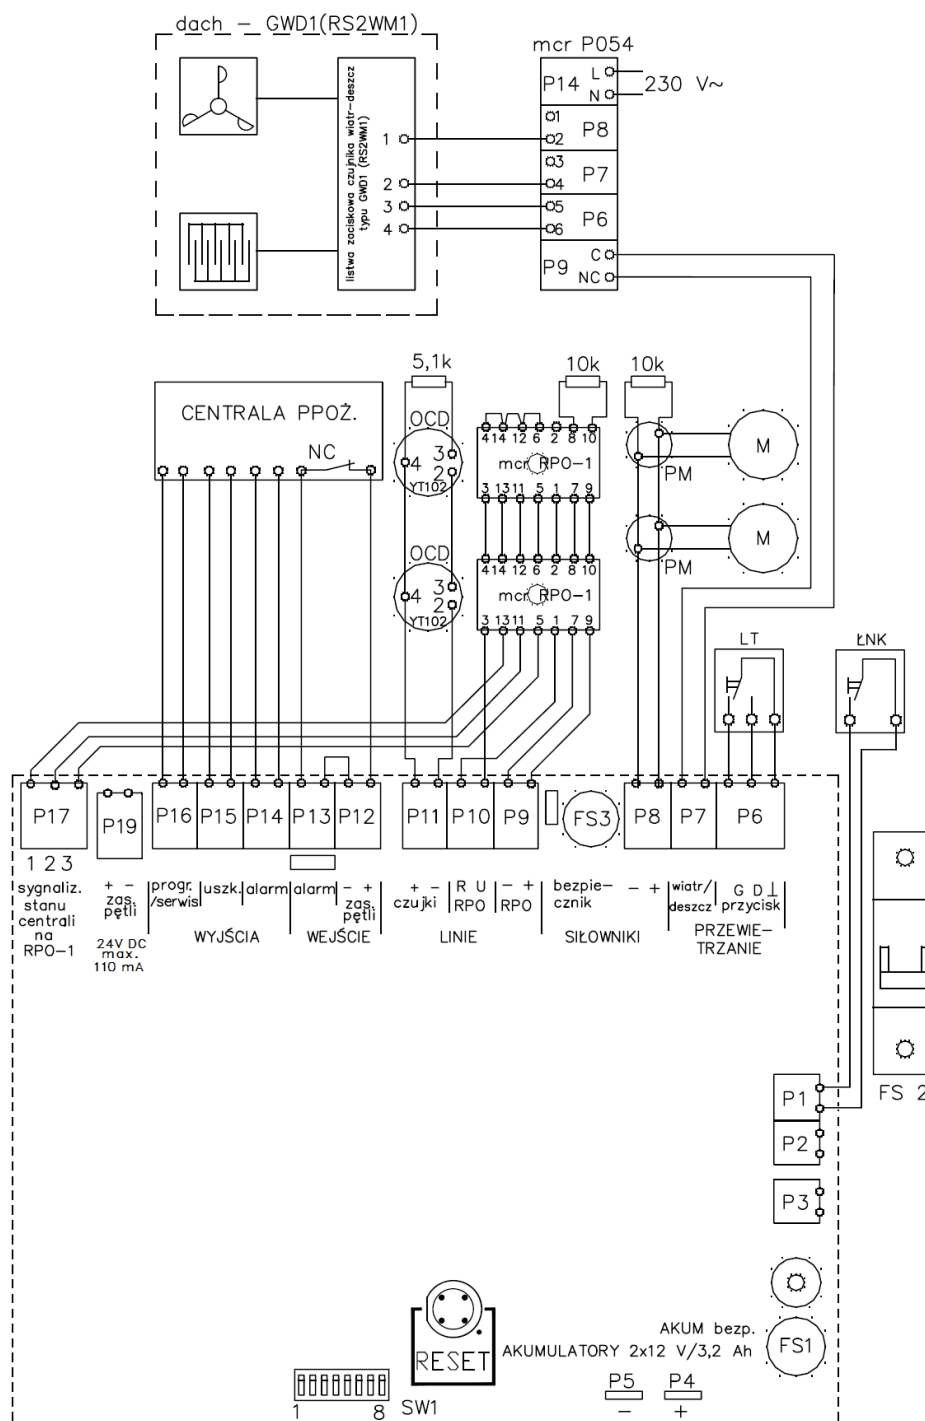 dach – GWD1(RS2WM1)
mcr P054
P14 L
N
230 V~
1
2
P8
3
4
P7
5
6
P6
P9
C
NC
listwa zaciskowa czujnika wiatr-deszcz
typu GWD1 (RS2WM1)
1
2
3
4
5,1k
10k
10k
CENTRALA PPOŻ.
NC
OCD
4 3
2
YT102
4 14 12 6 2 8 10
mcr RPO-1
3 13 11 5 1 7 9
PM
M
OCD
4 3
2
YT102
4 14 12 6 2 8 10
mcr RPO-1
3 13 11 5 1 7 9
PM
M
LT
ŁNK
P17
P19
P16
P15
P14
P13
P12
P11
P10
P9
FS3
P8
P7
P6
1 2 3
sygnaliz.
stanu
centrali
na
RPO-1
+ –
zas.
pętli
24V DC
max.
110 mA
progr.
/serwis
uszk.
alarm
WYJŚCIA
alarm
– +
zas.
pętli
WEJŚCIE
+ –
czujki
R U
RPO
– +
RPO
LINIE
bezpie-
cznik
– +
SIŁOWNIKI
wiatr/
deszcz
G D ⊥
przycisk
PRZEWIE-
TRZANIE
FS 2
P1
P2
P3
RESET
AKUM bezp.
AKUMULATORY 2x12 V/3,2 Ah
FS1
1 8
SW1
P5
–
P4
+